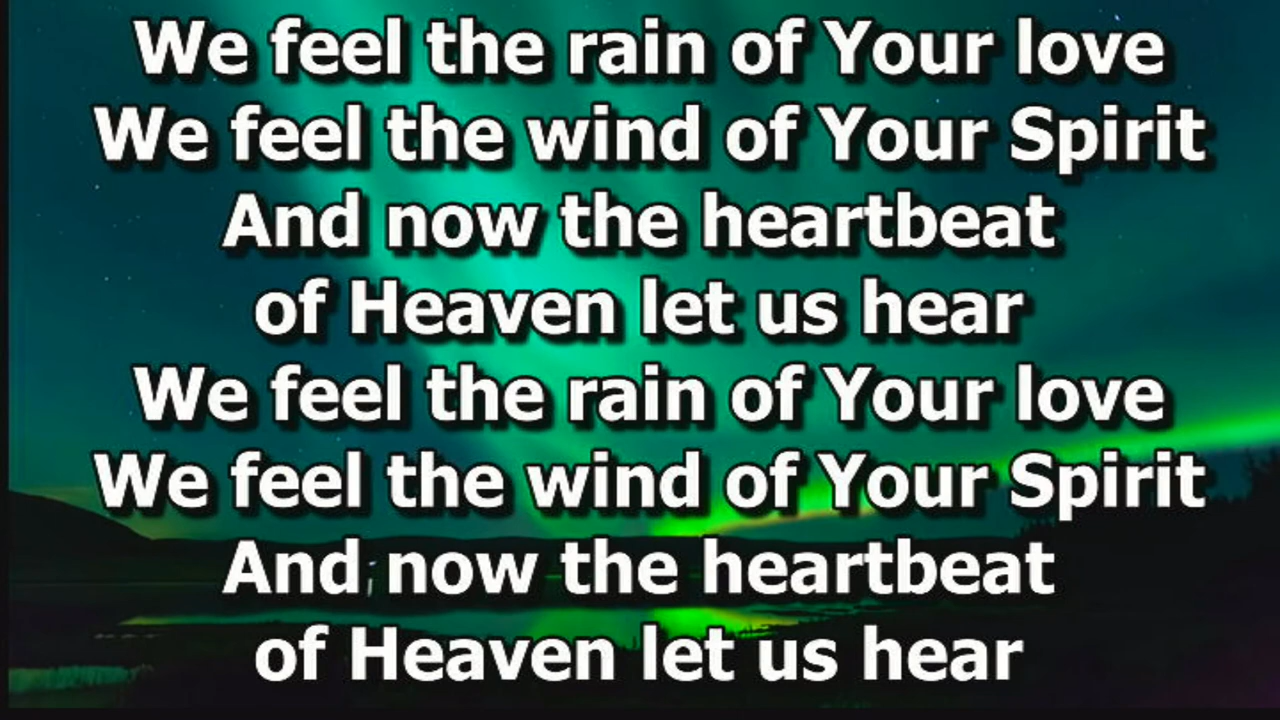 We feel the rain of Your love
We feel the wind of Your Spirit
And now the heartbeat
of Heaven let us hear
We feel the rain of Your love
We feel the wind of Your Spirit
And now the heartbeat
of Heaven let us hear